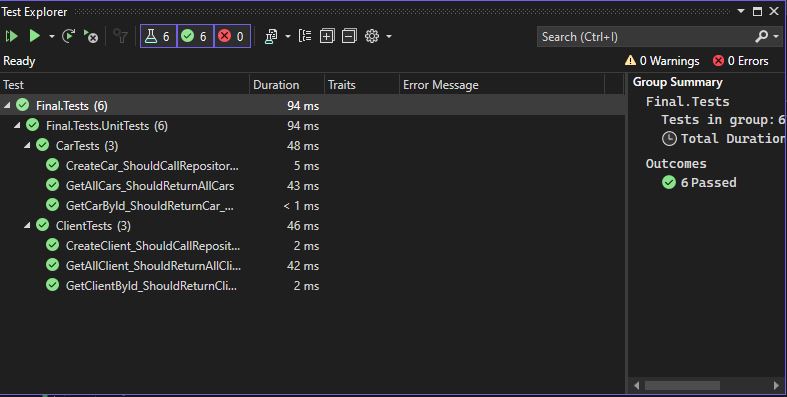 Test Explorer
6 6 0
Search (Ctrl+I)
Ready
0 Warnings 0 Errors
Test Duration Traits Error Message
Final.Tests (6) 94 ms
Final.Tests.UnitTests (6) 94 ms
CarTests (3) 48 ms
CreateCar_ShouldCallRepositor... 5 ms
GetAllCars_ShouldReturnAllCars 43 ms
GetCarById_ShouldReturnCar_... < 1 ms
ClientTests (3) 46 ms
CreateClient_ShouldCallReposit... 2 ms
GetAllClient_ShouldReturnAllCli... 42 ms
GetClientById_ShouldReturnCli... 2 ms
Group Summary
Final.Tests
Tests in group: 6
Total Duration
Outcomes
6 Passed